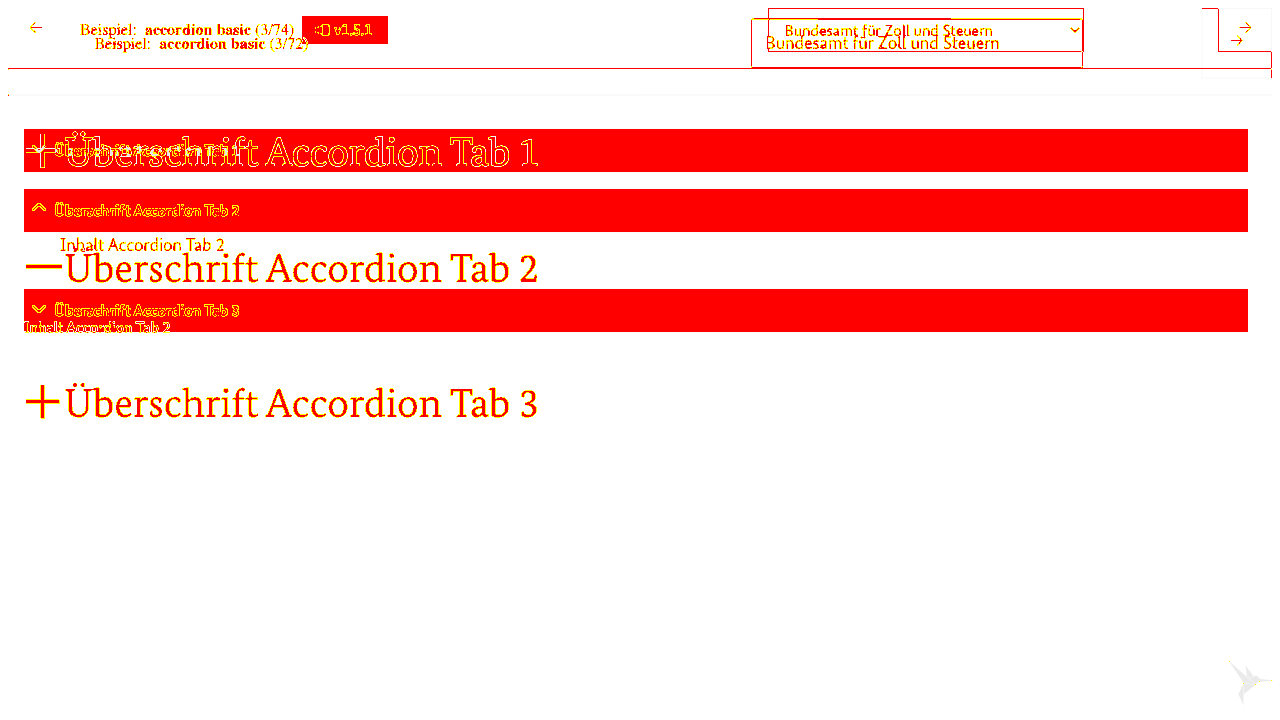 Beispiel: accordion basic (3/74) v1.5.1 Bundesamt für Zoll und Steuern
Beispiel: accordion basic (3/72) Bundesamt für Zoll und Steuern
Überschrift Accordion Tab 1
Überschrift Accordion Tab 1
Überschrift Accordion Tab 2
Inhalt Accordion Tab 2
Überschrift Accordion Tab 2
Überschrift Accordion Tab 3
Inhalt Accordion Tab 2
Überschrift Accordion Tab 3